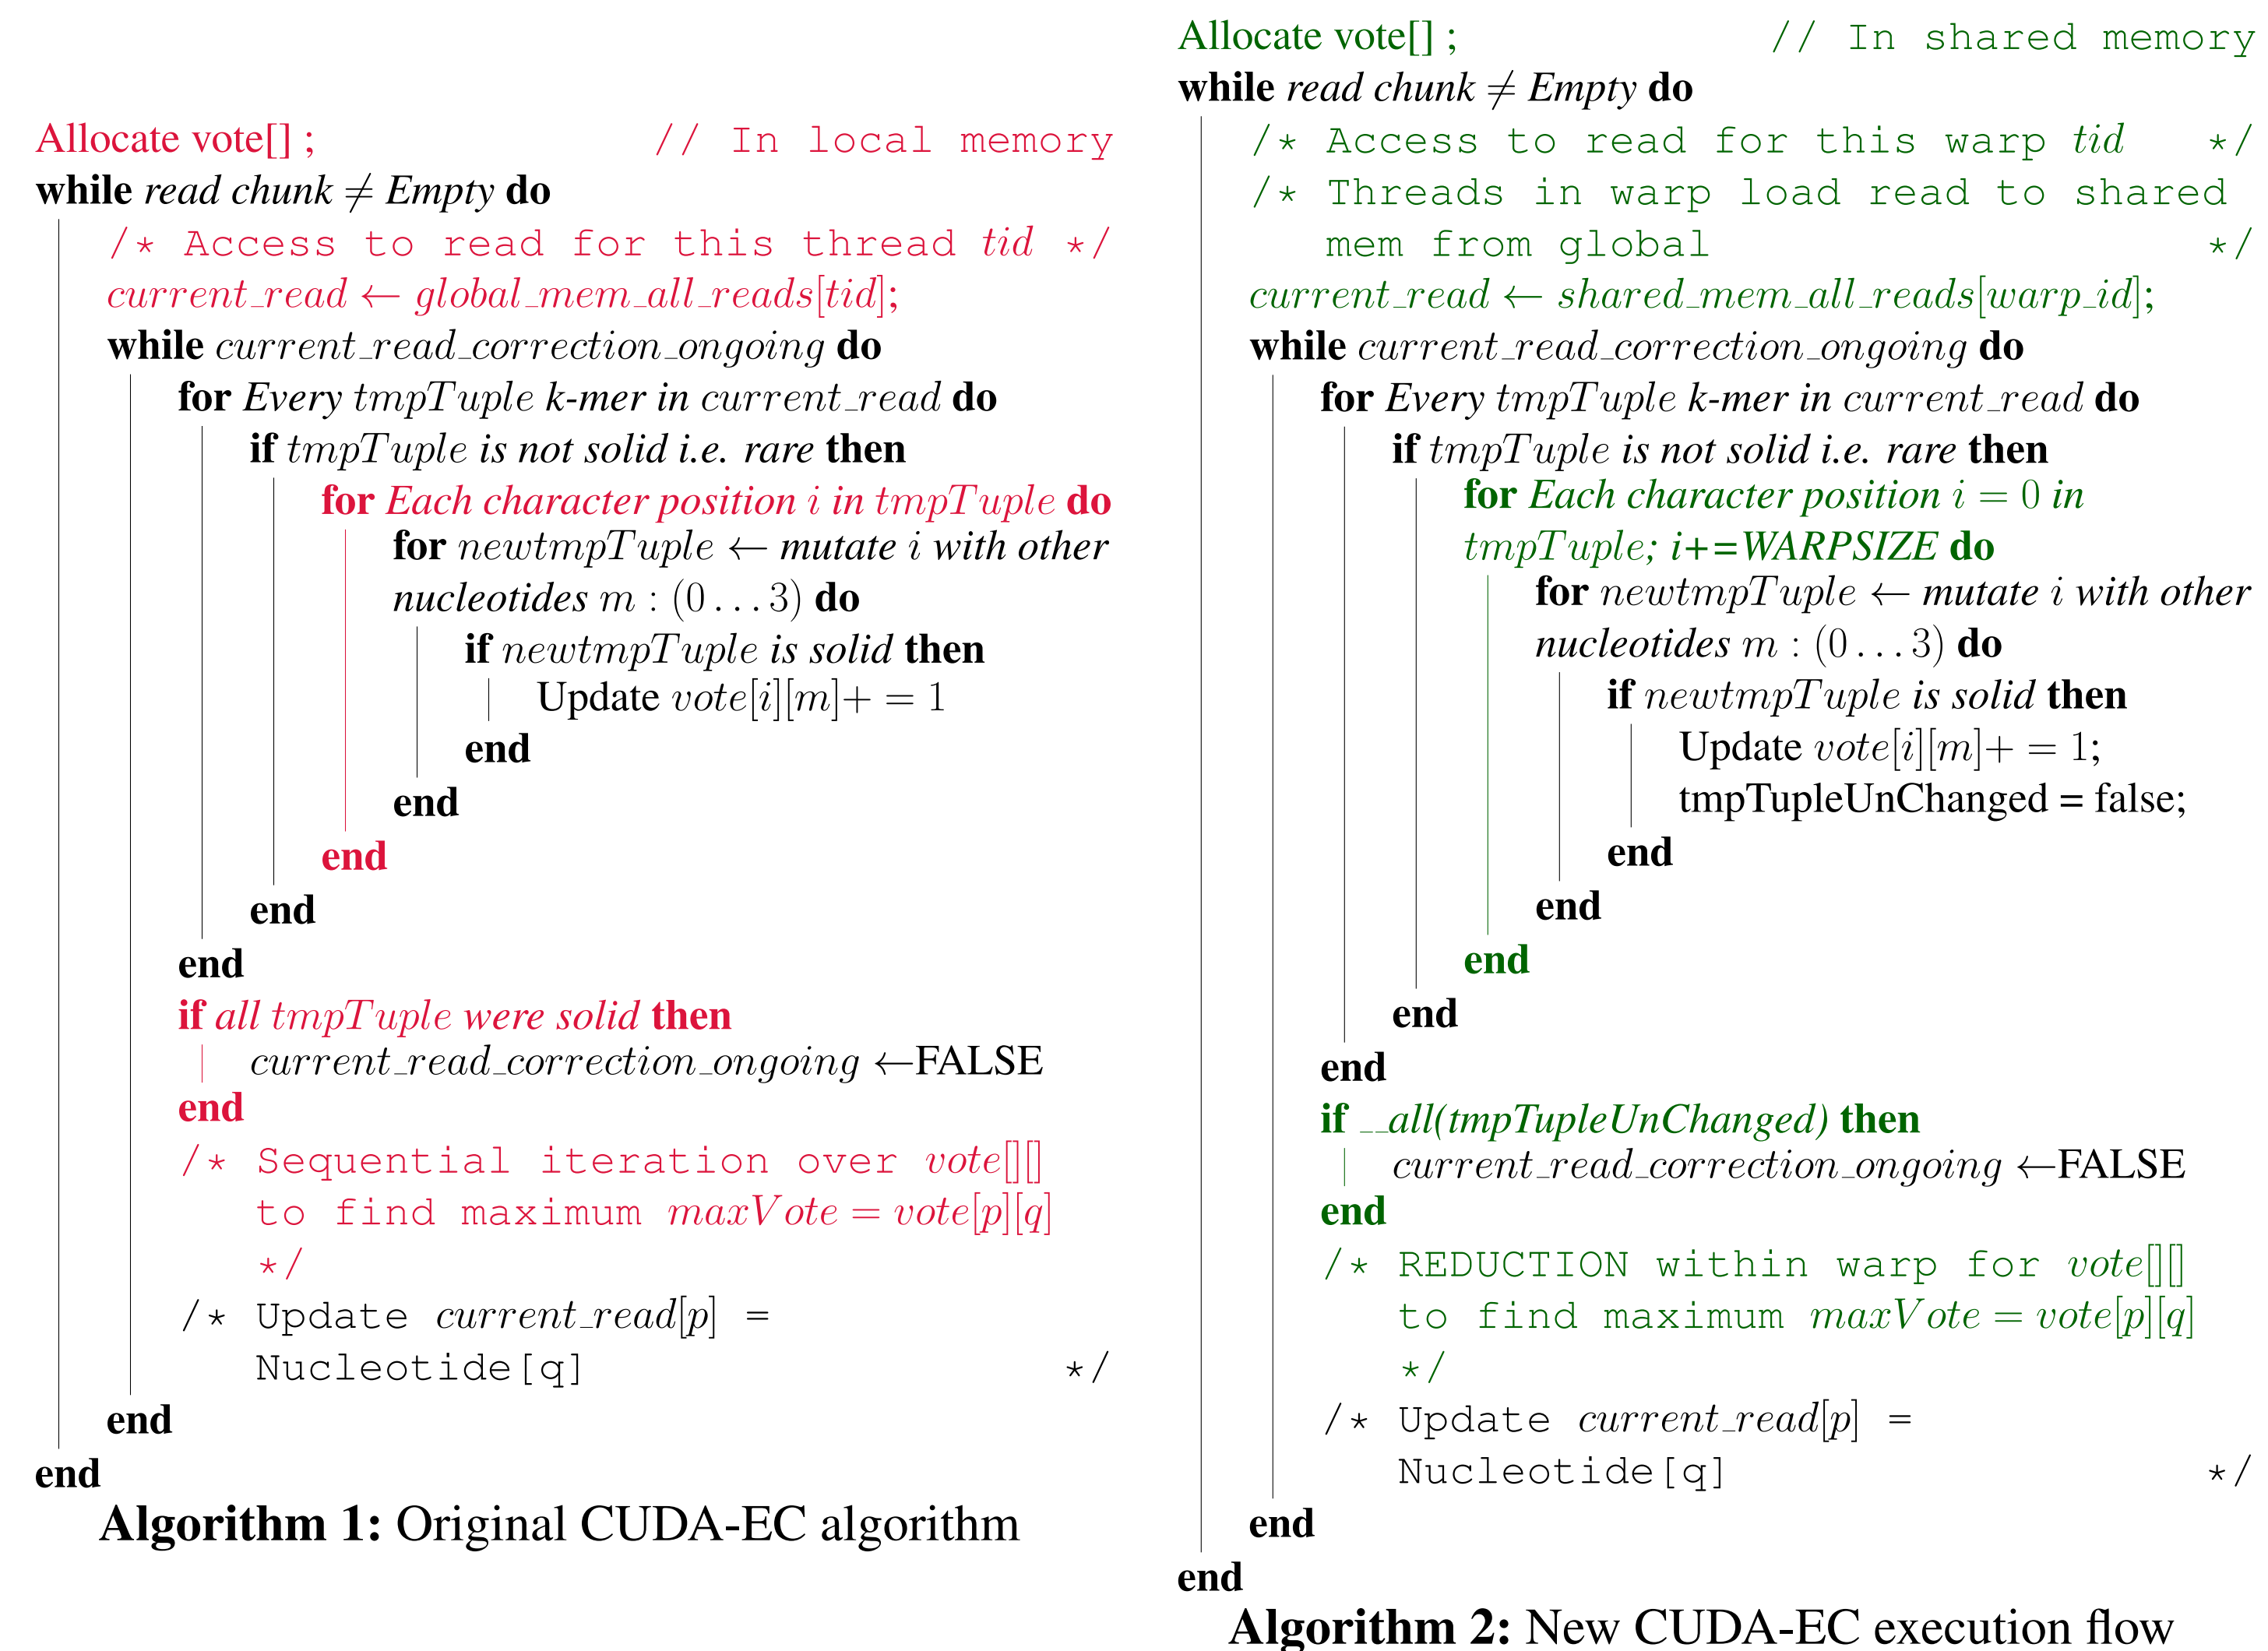 Allocate vote[] ; // In local memory
while read chunk ≠ Empty do
/* Access to read for this thread tid */
current_read ← global_mem_all_reads[tid];
while current_read_correction_ongoing do
for Every tmpTuple k-mer in current_read do
if tmpTuple is not solid i.e. rare then
for Each character position i in tmpTuple do
for newtmpTuple ← mutate i with other
nucleotides m : (0 . . . 3) do
if newtmpTuple is solid then
Update vote[i][m]+ = 1
end
end
end
end
end
if all tmpTuple were solid then
current_read_correction_ongoing ←FALSE
end
/* Sequential iteration over vote[][]
to find maximum maxVote = vote[p][q]
*/
/* Update current_read[p] =
Nucleotide[q] */
end
end
Algorithm 1: Original CUDA-EC algorithm
Allocate vote[] ; // In shared memory
while read chunk ≠ Empty do
/* Access to read for this warp tid */
/* Threads in warp load read to shared
mem from global */
current_read ← shared_mem_all_reads[warp_id];
while current_read_correction_ongoing do
for Every tmpTuple k-mer in current_read do
if tmpTuple is not solid i.e. rare then
for Each character position i = 0 in
tmpTuple; i+=WARPSIZE do
for newtmpTuple ← mutate i with other
nucleotides m : (0 . . . 3) do
if newtmpTuple is solid then
Update vote[i][m]+ = 1;
tmpTupleUnChanged = false;
end
end
end
end
end
if __all(tmpTupleUnChanged) then
current_read_correction_ongoing ←FALSE
end
/* REDUCTION within warp for vote[][]
to find maximum maxVote = vote[p][q]
*/
/* Update current_read[p] =
Nucleotide[q] */
end
end
Algorithm 2: New CUDA-EC execution flow